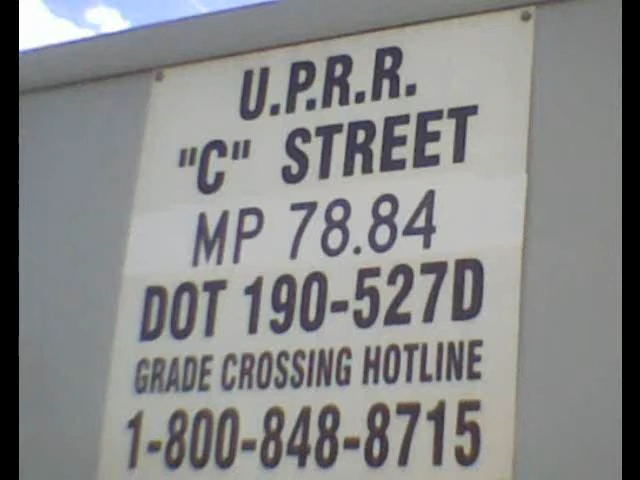 U.P.R.R.
"C" STREET
MP 78.84
DOT 190-527D
GRADE CROSSING HOTLINE
1-800-848-8715